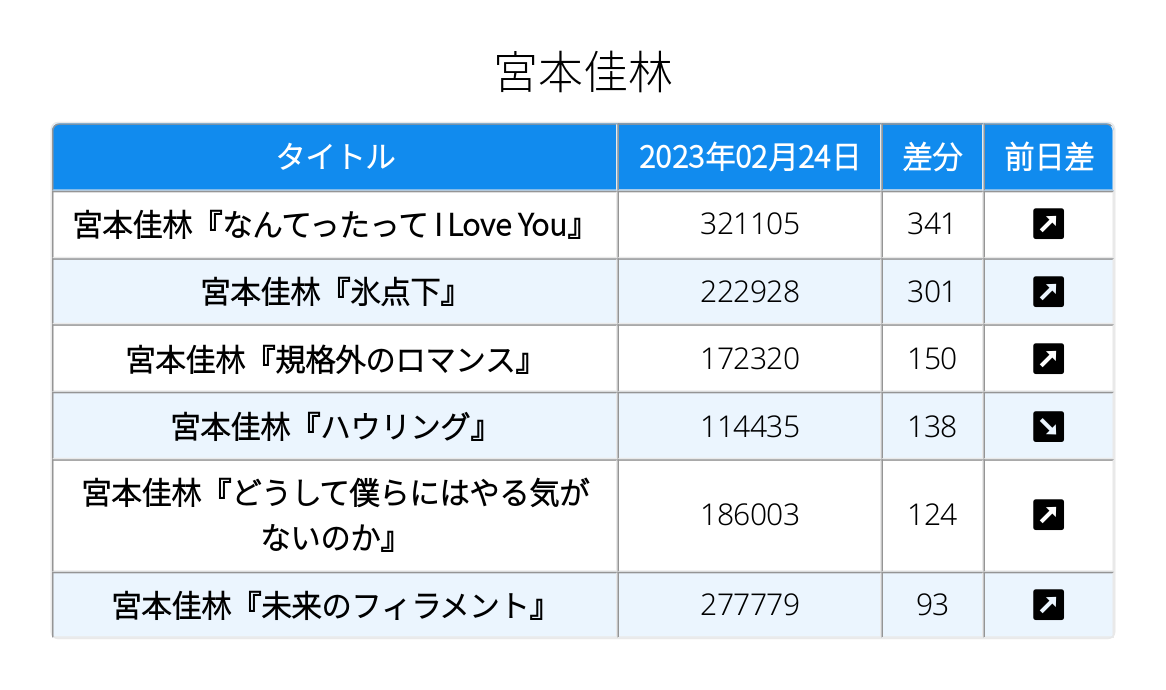 宮本佳林
タイトル 2023年02月24日 差分 前日差
宮本佳林『なんてったって I Love You』 321105 341
宮本佳林『氷点下』 222928 301
宮本佳林『規格外のロマンス』 172320 150
宮本佳林『ハウリング』 114435 138
宮本佳林『どうして僕らにはやる気が
ないのか』 186003 124
宮本佳林『未来のフィラメント』 277779 93